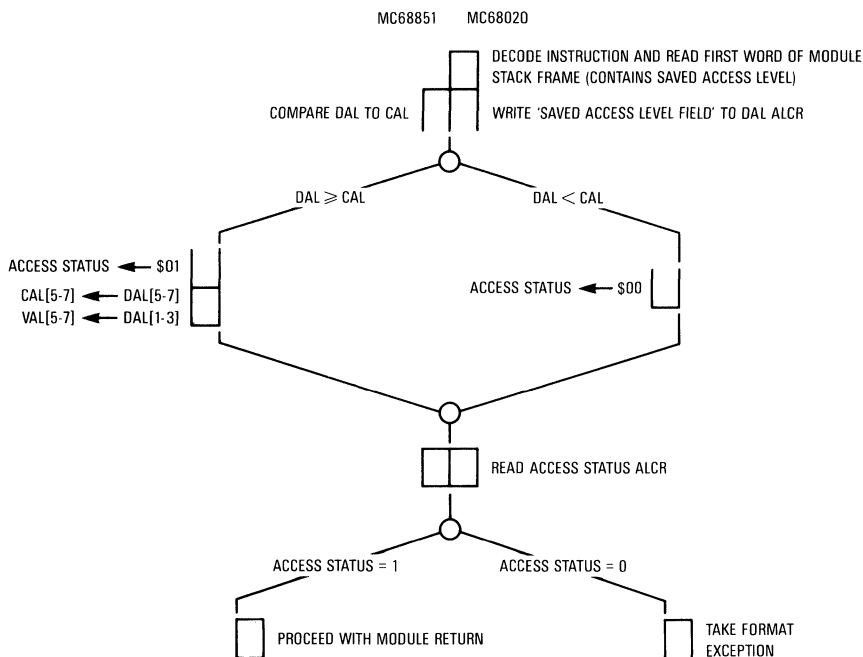 MC68851 MC68020
DECODE INSTRUCTION AND READ FIRST WORD OF MODULE
STACK FRAME (CONTAINS SAVED ACCESS LEVEL)
COMPARE DAL TO CAL
WRITE 'SAVED ACCESS LEVEL FIELD' TO DAL ALCR
DAL ⩾ CAL
DAL < CAL
ACCESS STATUS ← $01
CAL[5-7] ← DAL[5-7]
VAL[5-7] ← DAL[1-3]
ACCESS STATUS ← $00
READ ACCESS STATUS ALCR
ACCESS STATUS = 1
ACCESS STATUS = 0
PROCEED WITH MODULE RETURN
TAKE FORMAT
EXCEPTION